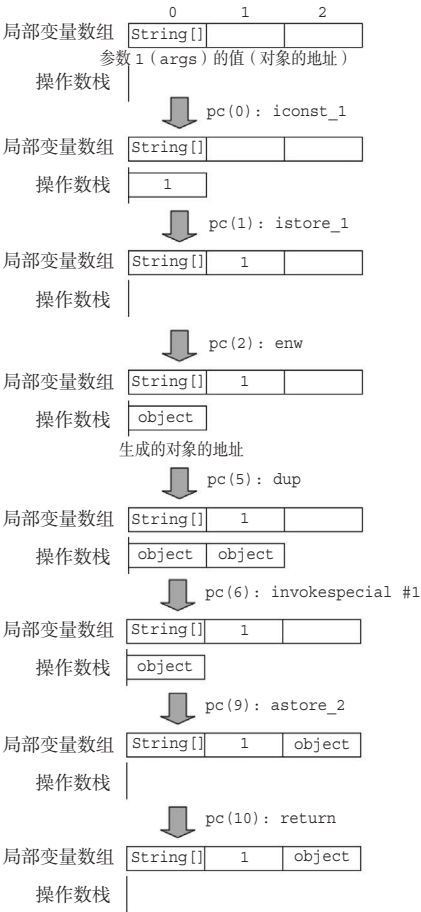 0 1 2
局部变量数组 String[]
参数 1（args）的值（对象的地址）
操作数栈
pc(0): iconst_1
局部变量数组 String[]
操作数栈 1
pc(1): istore_1
局部变量数组 String[] 1
操作数栈
pc(2): enw
局部变量数组 String[] 1
操作数栈 object
生成的对象的地址
pc(5): dup
局部变量数组 String[] 1
操作数栈 object object
pc(6): invokespecial #1
局部变量数组 String[] 1
操作数栈 object
pc(9): astore_2
局部变量数组 String[] 1 object
操作数栈
pc(10): return
局部变量数组 String[] 1 object
操作数栈